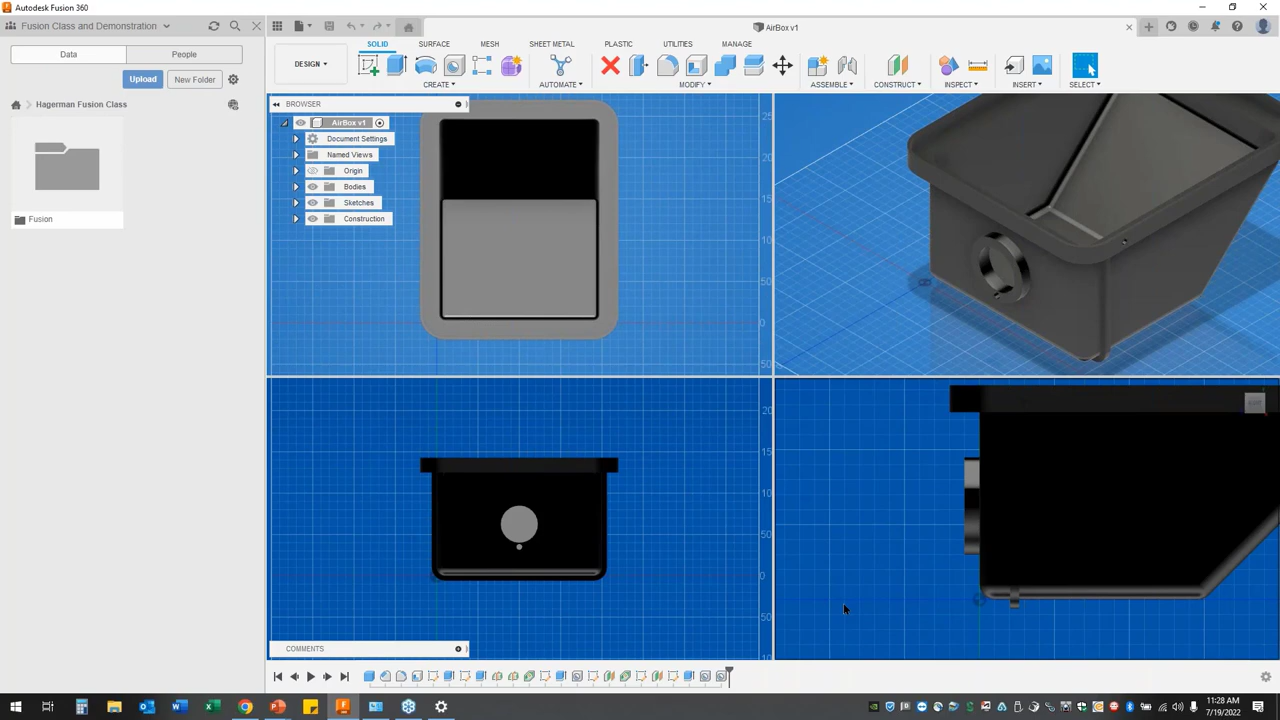 Autodesk Fusion 360
Fusion Class and Demonstration
AirBox v1
Data
People
SOLID
SURFACE
MESH
SHEET METAL
PLASTIC
UTILITIES
MANAGE
DESIGN
CREATE
AUTOMATE
MODIFY
ASSEMBLE
CONSTRUCT
INSPECT
INSERT
SELECT
Upload
New Folder
Hagerman Fusion Class
BROWSER
AirBox v1
Document Settings
Named Views
Origin
Bodies
Sketches
Construction
Fusion
COMMENTS
11:28 AM
7/19/2022